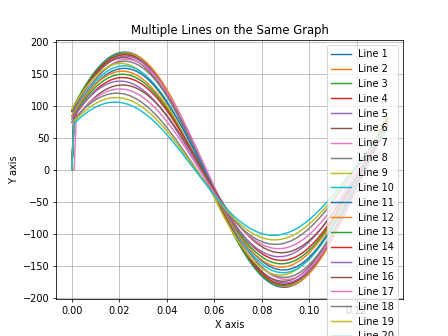 Multiple Lines on the Same Graph
200
150
100
50
0
−50
−100
−150
−200
Y axis
0.00
0.02
0.04
0.06
0.08
0.10
X axis
Line 1
Line 2
Line 3
Line 4
Line 5
Line 6
Line 7
Line 8
Line 9
Line 10
Line 11
Line 12
Line 13
Line 14
Line 15
Line 16
Line 17
Line 18
Line 19
Line 20